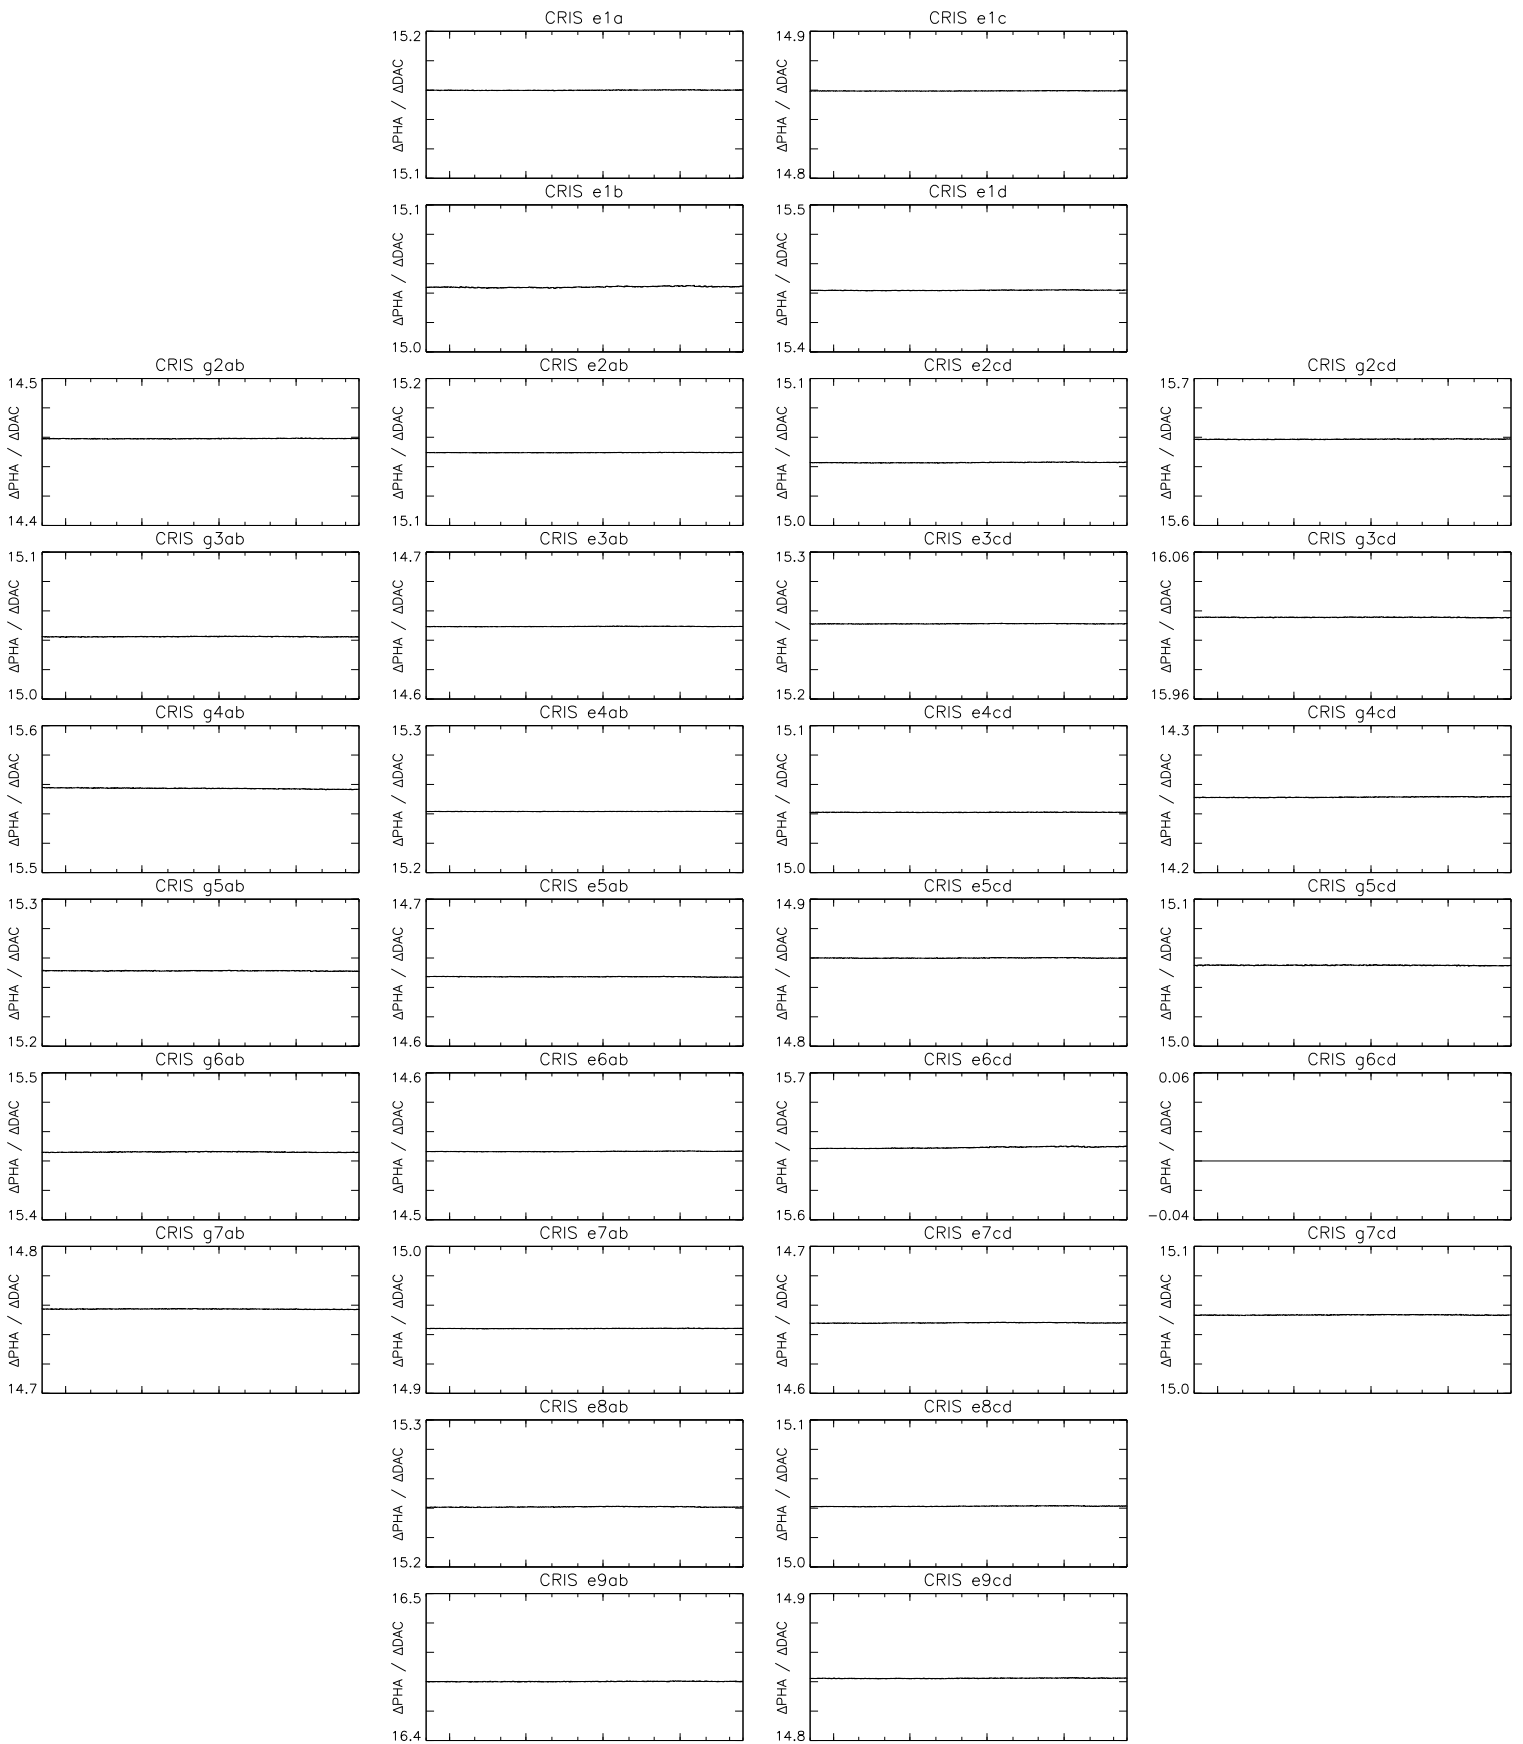 CRIS e1a
15.2
ΔPHA / ΔDAC
15.1
CRIS e1c
14.9
ΔPHA / ΔDAC
14.8
CRIS e1b
15.1
ΔPHA / ΔDAC
15.0
CRIS e1d
15.5
ΔPHA / ΔDAC
15.4
CRIS g2ab
14.5
ΔPHA / ΔDAC
14.4
CRIS e2ab
15.2
ΔPHA / ΔDAC
15.1
CRIS e2cd
15.1
ΔPHA / ΔDAC
15.0
CRIS g2cd
15.7
ΔPHA / ΔDAC
15.6
CRIS g3ab
15.1
ΔPHA / ΔDAC
15.0
CRIS e3ab
14.7
ΔPHA / ΔDAC
14.6
CRIS e3cd
15.3
ΔPHA / ΔDAC
15.2
CRIS g3cd
16.06
ΔPHA / ΔDAC
15.96
CRIS g4ab
15.6
ΔPHA / ΔDAC
15.5
CRIS e4ab
15.3
ΔPHA / ΔDAC
15.2
CRIS e4cd
15.1
ΔPHA / ΔDAC
15.0
CRIS g4cd
14.3
ΔPHA / ΔDAC
14.2
CRIS g5ab
15.3
ΔPHA / ΔDAC
15.2
CRIS e5ab
14.7
ΔPHA / ΔDAC
14.6
CRIS e5cd
14.9
ΔPHA / ΔDAC
14.8
CRIS g5cd
15.1
ΔPHA / ΔDAC
15.0
CRIS g6ab
15.5
ΔPHA / ΔDAC
15.4
CRIS e6ab
14.6
ΔPHA / ΔDAC
14.5
CRIS e6cd
15.7
ΔPHA / ΔDAC
15.6
CRIS g6cd
0.06
ΔPHA / ΔDAC
−0.04
CRIS g7ab
14.8
ΔPHA / ΔDAC
14.7
CRIS e7ab
15.0
ΔPHA / ΔDAC
14.9
CRIS e7cd
14.7
ΔPHA / ΔDAC
14.6
CRIS g7cd
15.1
ΔPHA / ΔDAC
15.0
CRIS e8ab
15.3
ΔPHA / ΔDAC
15.2
CRIS e8cd
15.1
ΔPHA / ΔDAC
15.0
CRIS e9ab
16.5
ΔPHA / ΔDAC
16.4
CRIS e9cd
14.9
ΔPHA / ΔDAC
14.8